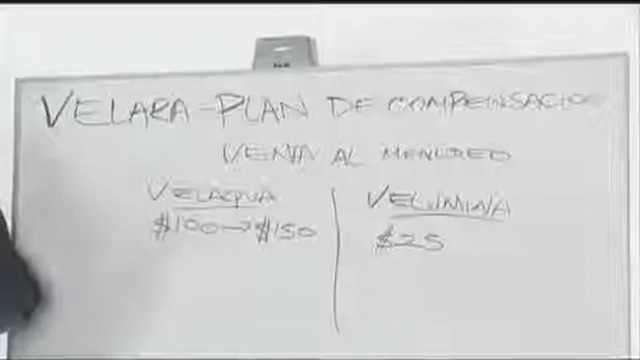 VELARA - PLAN DE COMPENSACION
VENTA AL MENUDEO
VELAQUA
$100 → $150
VELUMINA
$25